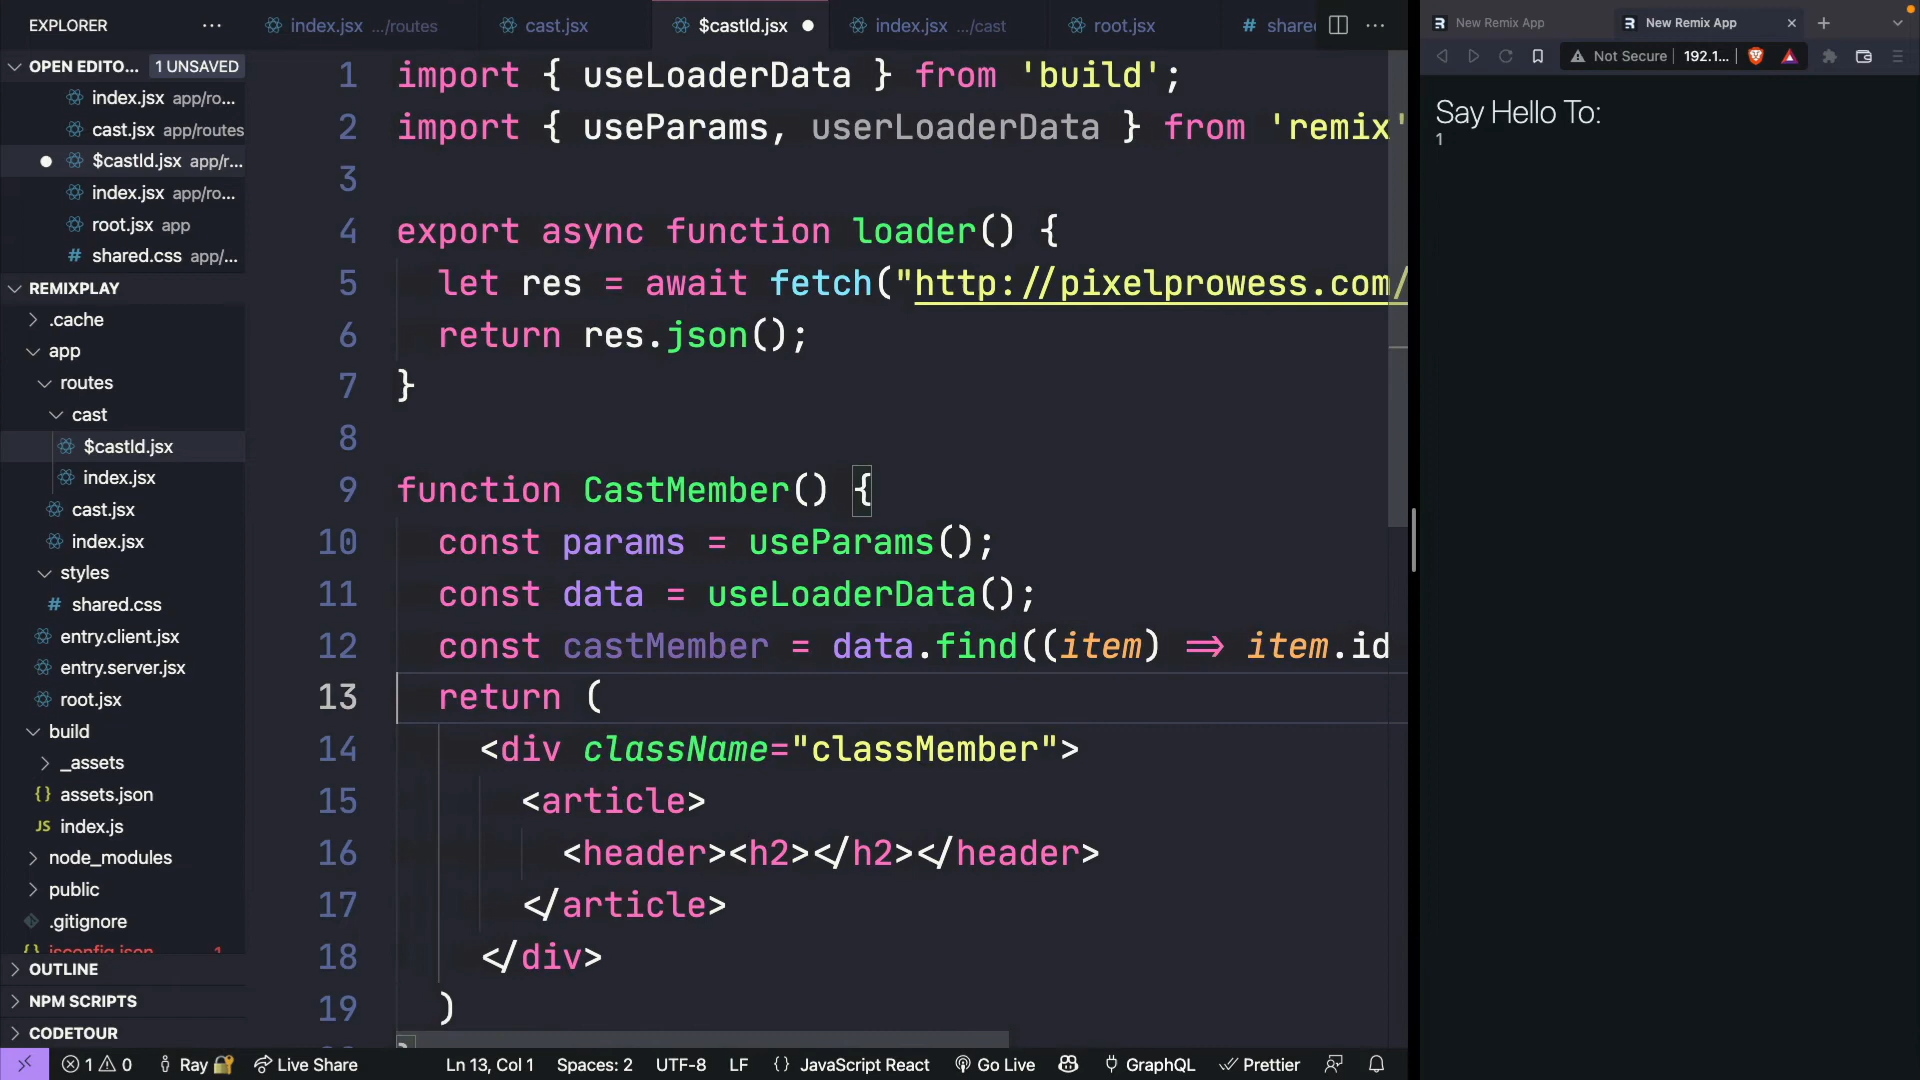 EXPLORER
index.jsx .../routes
cast.jsx
$castId.jsx
index.jsx .../cast
root.jsx
# share
OPEN EDITO... 1 UNSAVED
index.jsx app/ro...
cast.jsx app/routes
$castId.jsx app/r...
index.jsx app/ro...
root.jsx app
# shared.css app/...
REMIXPLAY
.cache
app
routes
cast
$castId.jsx
index.jsx
cast.jsx
index.jsx
styles
# shared.css
entry.client.jsx
entry.server.jsx
root.jsx
build
_assets
{} assets.json
JS index.js
node_modules
public
.gitignore
{} jsconfig.json 1
OUTLINE
NPM SCRIPTS
CODETOUR
1 import { useLoaderData } from 'build';
2 import { useParams, userLoaderData } from 'remix'
3
4 export async function loader() {
5 let res = await fetch("http://pixelprowess.com/
6 return res.json();
7 }
8
9 function CastMember() {
10 const params = useParams();
11 const data = useLoaderData();
12 const castMember = data.find((item) => item.id
13 return (
14 <div className="classMember">
15 <article>
16 <header><h2></h2></header>
17 </article>
18 </div>
19 )
1 0 Ray Live Share Ln 13, Col 1 Spaces: 2 UTF-8 LF {} JavaScript React Go Live GraphQL Prettier
New Remix App
New Remix App
Not Secure 192.1...
Say Hello To:
1